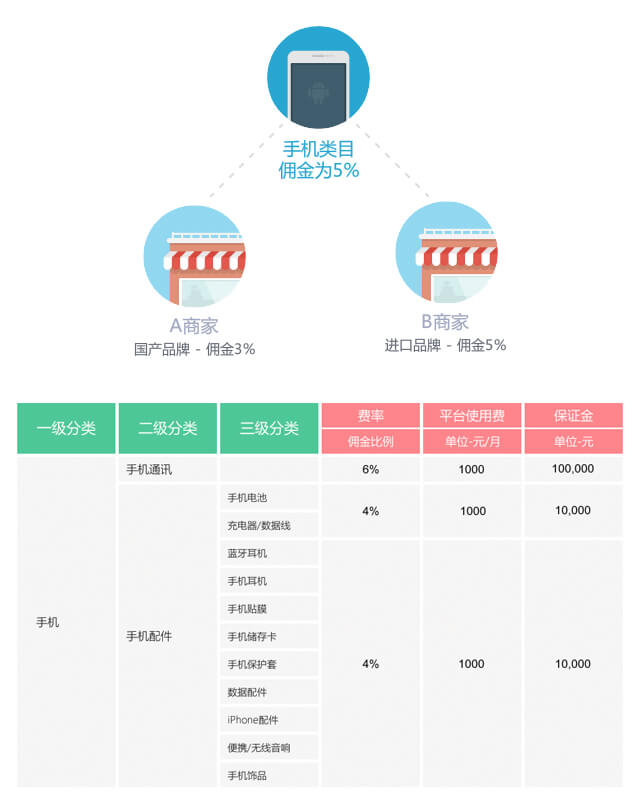 手机类目
佣金为5%
A商家
国产品牌 - 佣金3%
B商家
进口品牌 - 佣金5%
一级分类 二级分类 三级分类 费率 平台使用费 保证金
佣金比例 单位-元/月 单位-元
手机通讯 6% 1000 100,000
手机电池
4% 1000 10,000
充电器/数据线
蓝牙耳机
手机耳机
手机贴膜
手机
手机配件
手机储存卡
手机保护套
4% 1000 10,000
数据配件
iPhone配件
便携/无线音响
手机饰品